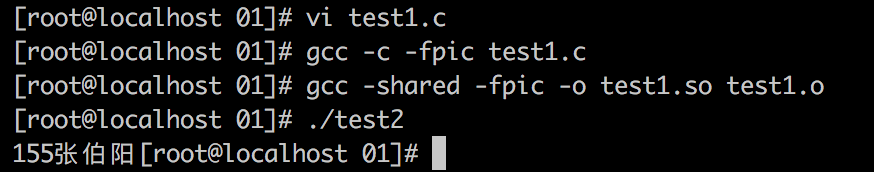 [root@localhost 01]# vi test1.c
[root@localhost 01]# gcc -c -fpic test1.c
[root@localhost 01]# gcc -shared -fpic -o test1.so test1.o
[root@localhost 01]# ./test2
155张伯阳[root@localhost 01]#